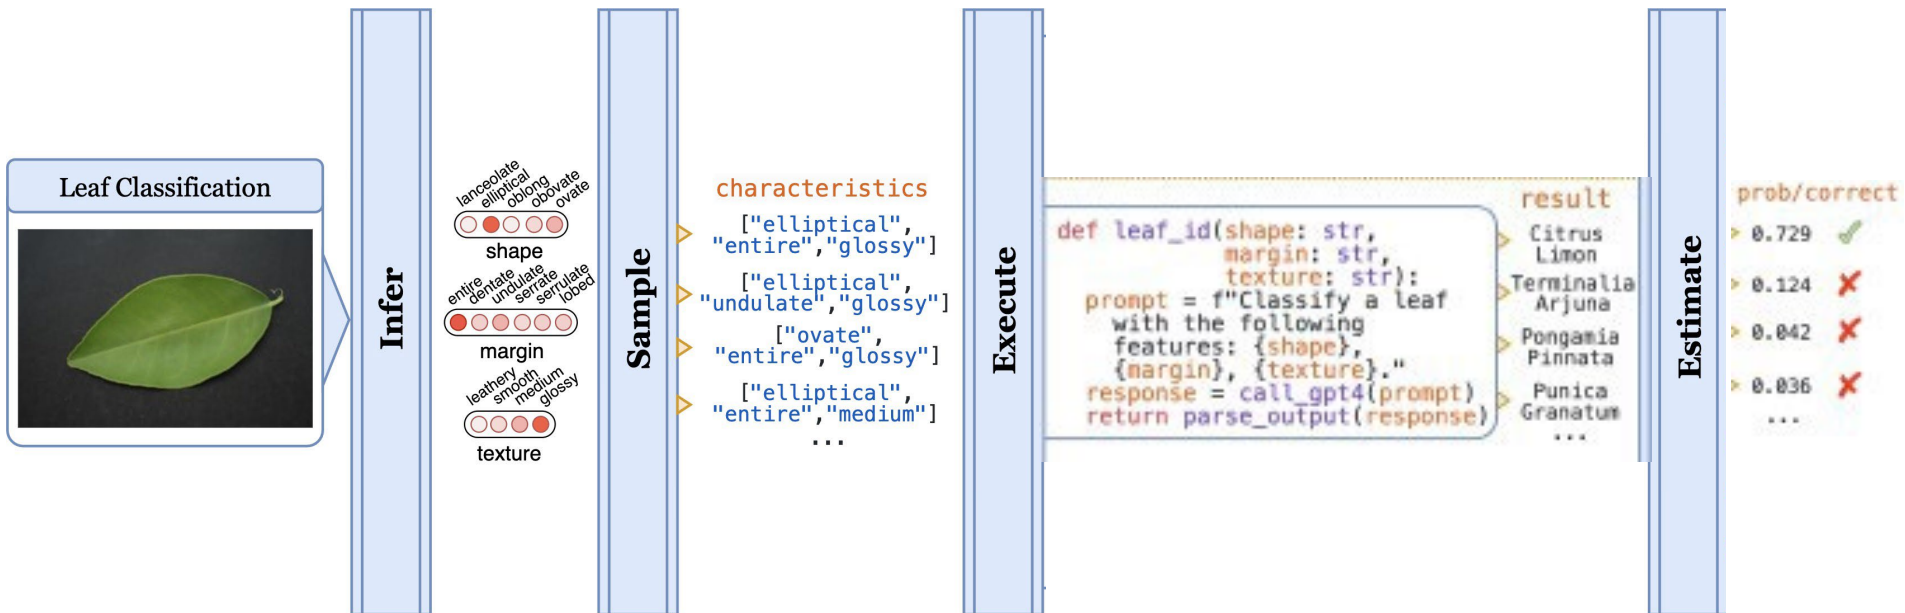 Leaf Classification
Infer
lanceolate
elliptical
oblong
obovate
ovate
shape
entire
dentate
undulate
serrate
serrulate
lobed
margin
leathery
smooth
medium
glossy
texture
Sample
characteristics
["elliptical",
"entire","glossy"]
["elliptical",
"undulate","glossy"]
["ovate",
"entire","glossy"]
["elliptical",
"entire","medium"]
...
Execute
def leaf_id(shape: str,
margin: str,
texture: str):
prompt = f"Classify a leaf
with the following
features: {shape},
{margin}, {texture}."
response = call_gpt4(prompt)
return parse_output(response)
result
Citrus
Limon
Terminalia
Arjuna
Pongamia
Pinnata
Punica
Granatum
...
Estimate
prob/correct
0.729
0.124
0.042
0.036
...